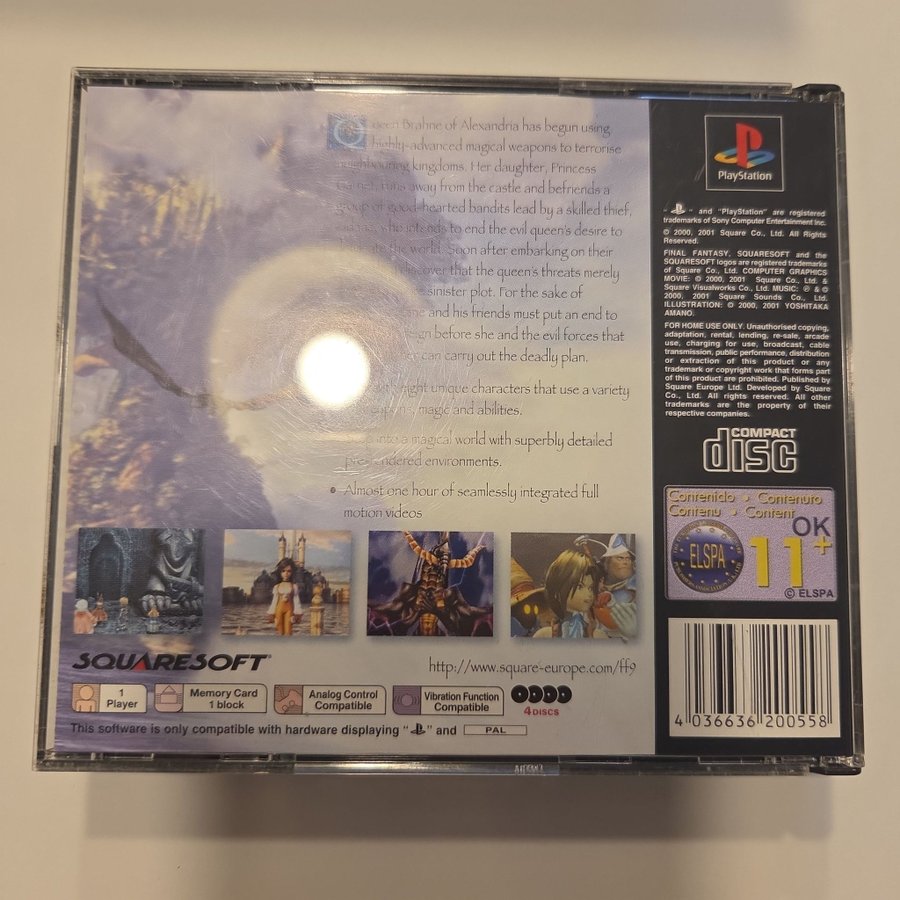 ueen Brahne of Alexandria has begun using
highly-advanced magical weapons to terrorise
neighbouring kingdoms. Her daughter, Princess
Garnet, runs away from the castle and befriends a
group of good-hearted bandits lead by a skilled thief,
who intends to end the evil queen's desire to
the world. Soon after embarking on their
discover that the queen's threats merely
sinister plot. For the sake of
and his friends must put an end to
before she and the evil forces that
her can carry out the deadly plan.
eight unique characters that use a variety
magic and abilities.
Step into a magical world with superbly detailed
pre-rendered environments.
• Almost one hour of seamlessly integrated full
motion videos
SQUARESOFT
http://www.square-europe.com/ff9
1
Player
Memory Card
1 block
Analog Control
Compatible
Vibration Function
Compatible
4 DISCS
This software is only compatible with hardware displaying " " and PAL
PlayStation
" " and "PlayStation" are registered
trademarks of Sony Computer Entertainment Inc.
© 2000, 2001 Square Co., Ltd. All Rights
Reserved.
FINAL FANTASY, SQUARESOFT and the
SQUARESOFT logos are registered trademarks
of Square Co., Ltd. COMPUTER GRAPHICS
MOVIE: © 2000, 2001 Square Co., Ltd. &
Square Visualworks Co., Ltd. MUSIC: ℗ & ©
2000, 2001 Square Sounds Co., Ltd.
ILLUSTRATION: © 2000, 2001 YOSHITAKA
AMANO.
FOR HOME USE ONLY. Unauthorised copying,
adaptation, rental, lending, re-sale, arcade
use, charging for use, broadcast, cable
transmission, public performance, distribution
or extraction of this product or any
trademark or copyright work that forms part
of this product are prohibited. Published by
Square Europe Ltd. Developed by Square
Co., Ltd. All rights reserved. All other
trademarks are the property of their
respective companies.
COMPACT
disc
Contenido • Contenuto
Contenu • Content
ELSPA
OK
11+
© ELSPA
4 036636 200558